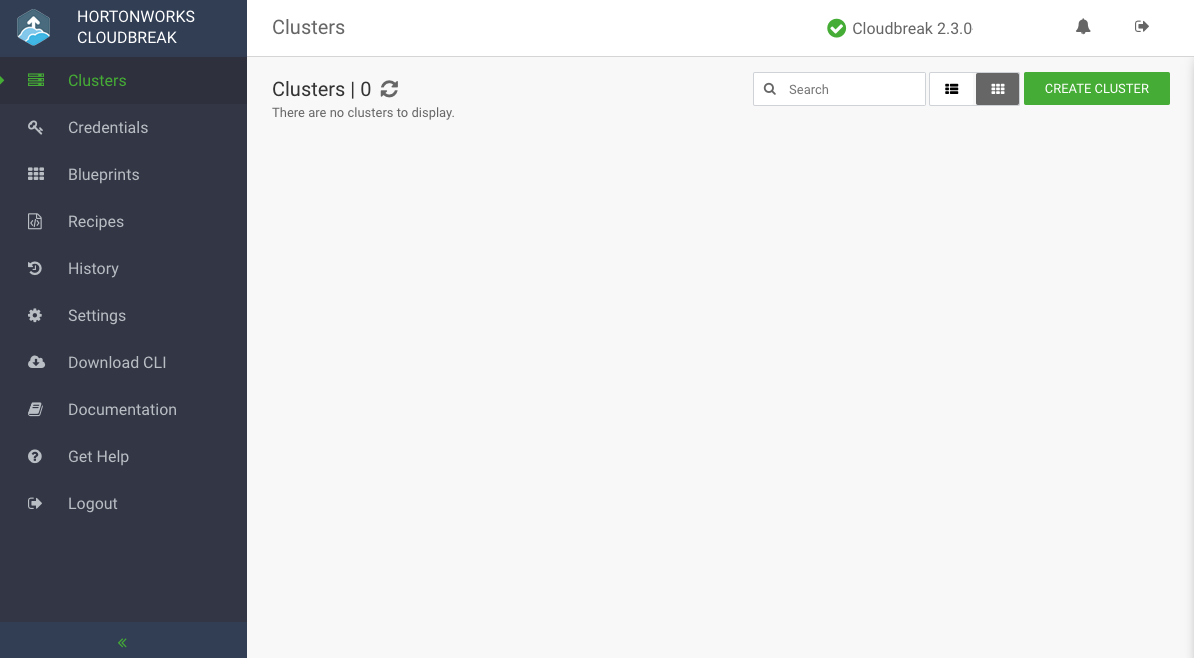 HORTONWORKS
CLOUDBREAK
Clusters
Credentials
Blueprints
Recipes
History
Settings
Download CLI
Documentation
Get Help
Logout
Clusters
Cloudbreak 2.3.0
Clusters | 0
There are no clusters to display.
Search
CREATE CLUSTER